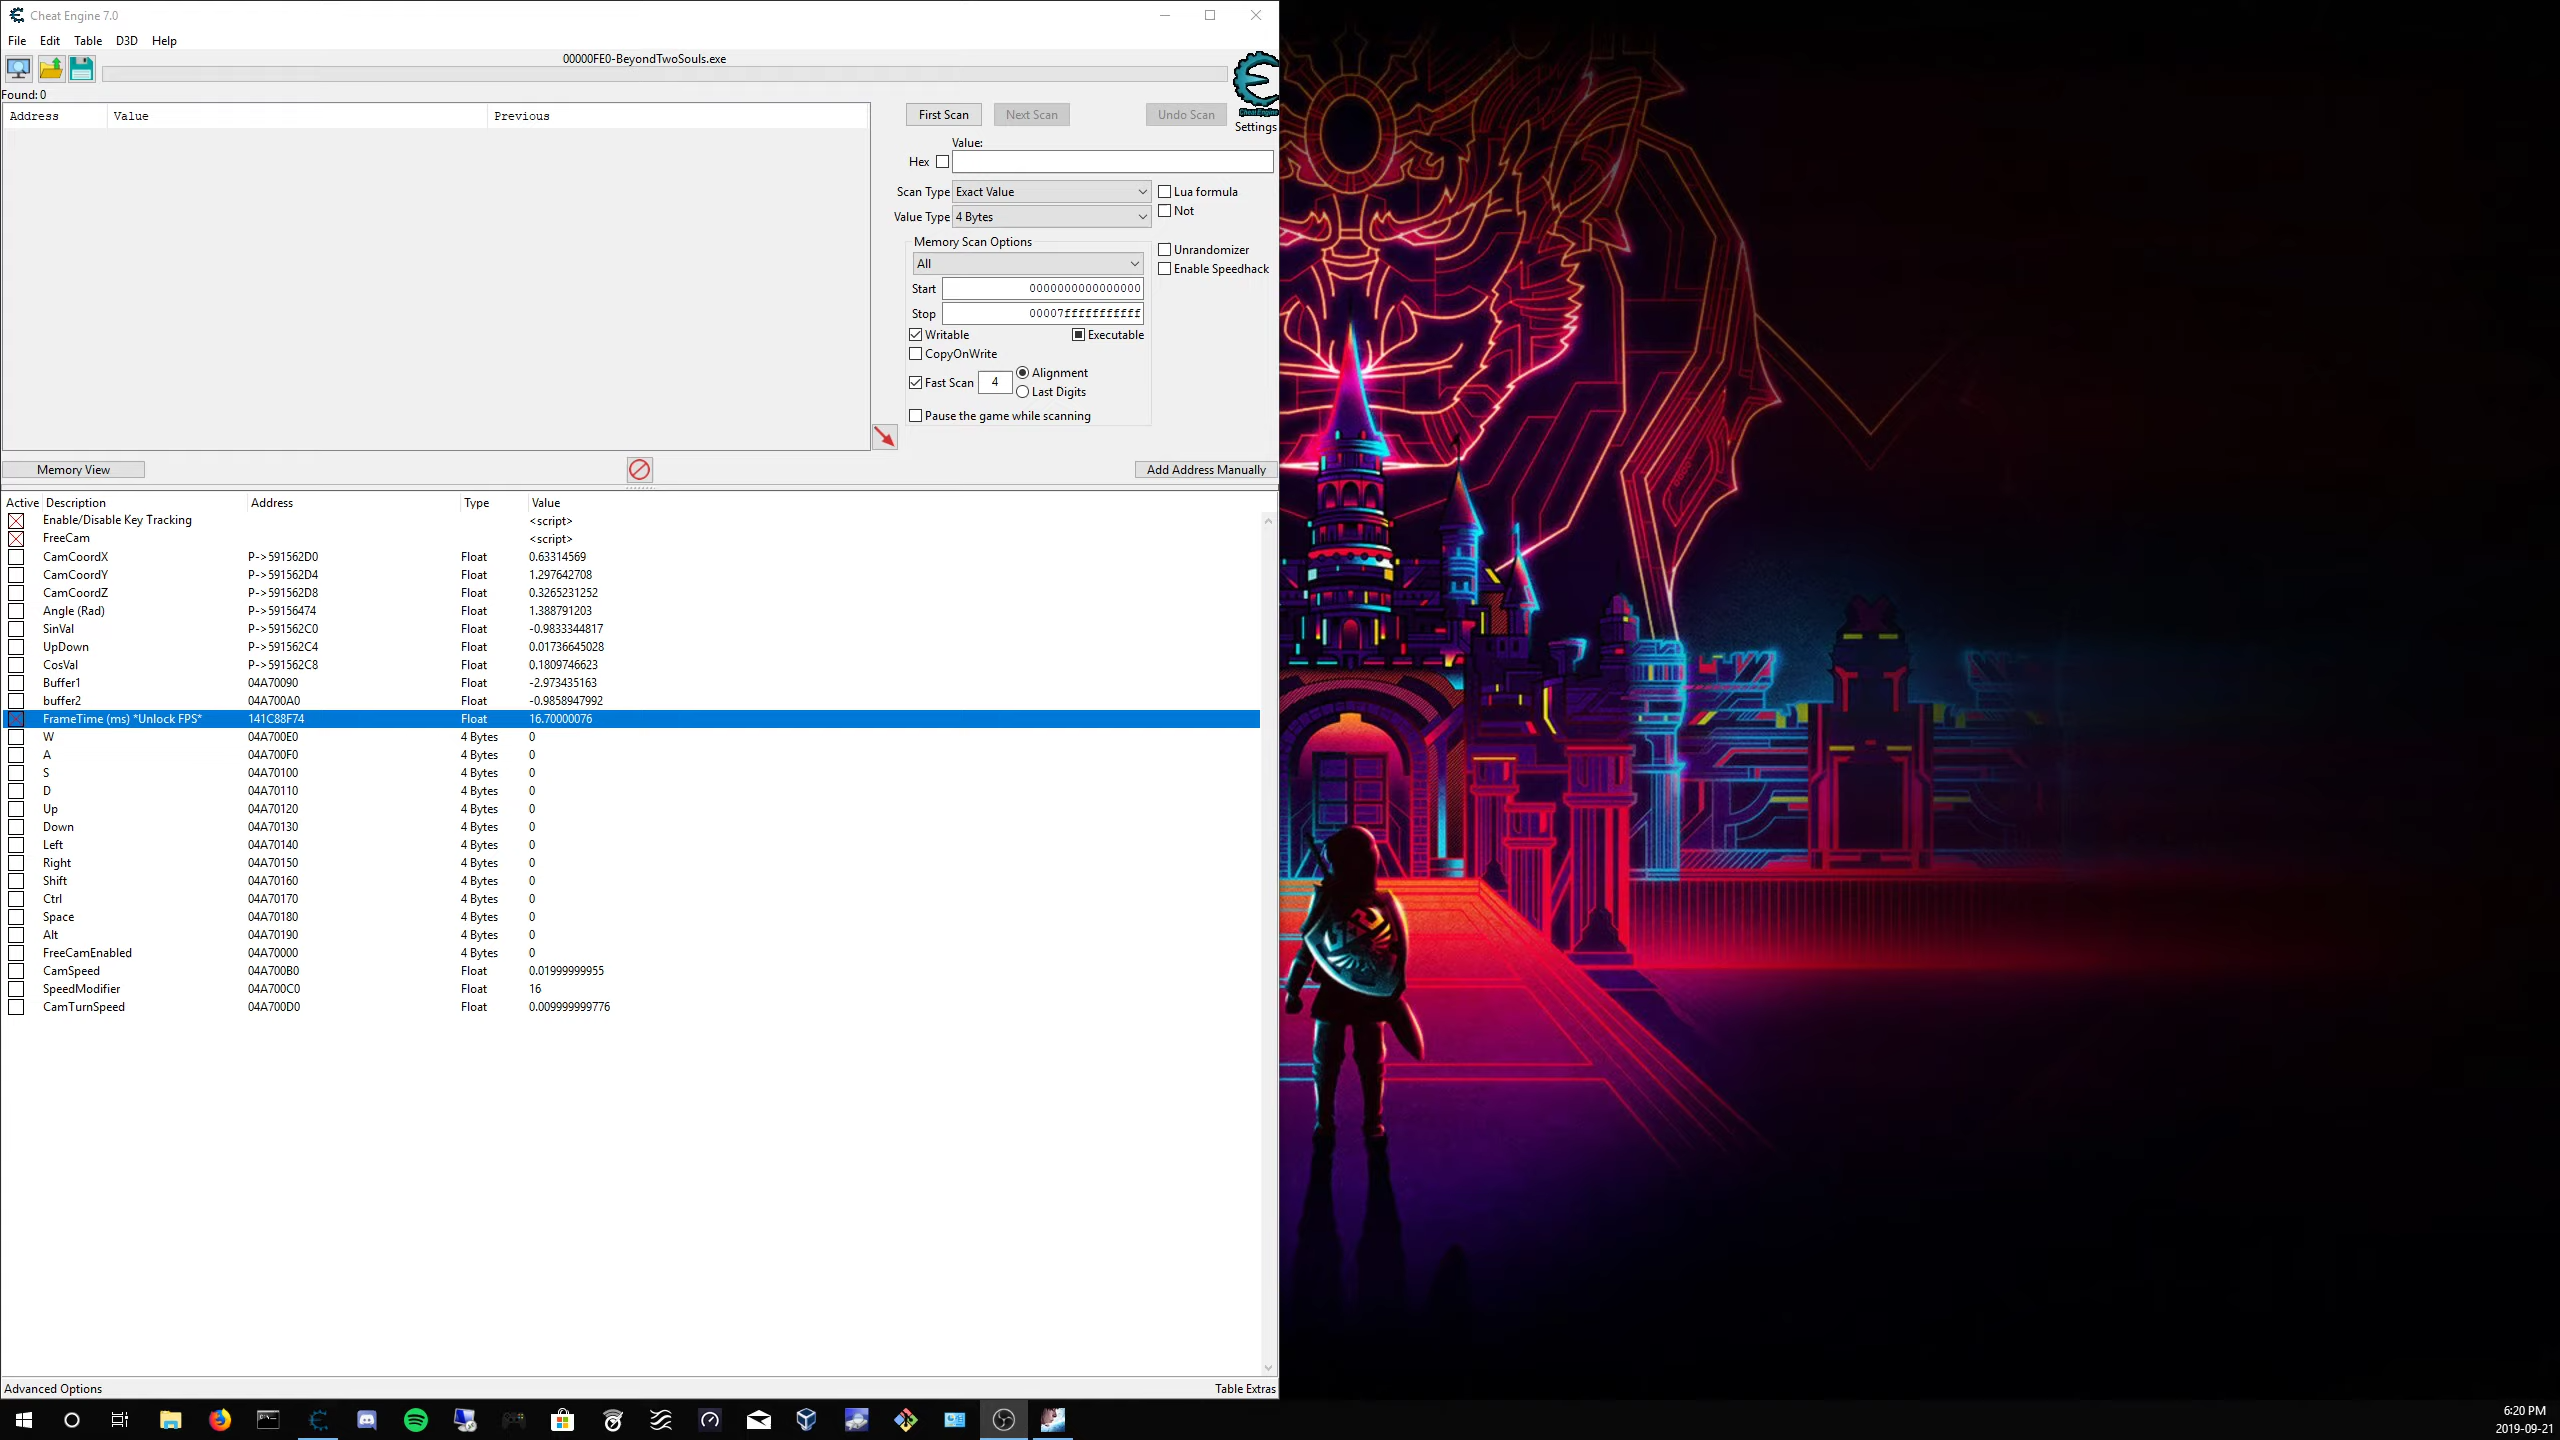 Cheat Engine 7.0
File Edit Table D3D Help
00000FE0-BeyondTwoSouls.exe
Found: 0
Address Value Previous
First Scan Next Scan Undo Scan
Settings
Value:
Hex
Scan Type Exact Value Lua formula
Value Type 4 Bytes Not
Memory Scan Options
All
Unrandomizer
Enable Speedhack
Start 0000000000000000
Stop 00007fffffffffff
Writable Executable
CopyOnWrite
Fast Scan 4 Alignment
Last Digits
Pause the game while scanning
Memory View Add Address Manually
Active Description Address Type Value
Enable/Disable Key Tracking <script>
FreeCam <script>
CamCoordX P->591562D0 Float 0.63314569
CamCoordY P->591562D4 Float 1.297642708
CamCoordZ P->591562D8 Float 0.3265231252
Angle (Rad) P->59156474 Float 1.388791203
SinVal P->591562C0 Float -0.9833344817
UpDown P->591562C4 Float 0.01736645028
CosVal P->591562C8 Float 0.1809746623
Buffer1 04A70090 Float -2.973435163
buffer2 04A700A0 Float -0.9858947992
FrameTime (ms) *Unlock FPS* 141C88F74 Float 16.70000076
W 04A700E0 4 Bytes 0
A 04A700F0 4 Bytes 0
S 04A70100 4 Bytes 0
D 04A70110 4 Bytes 0
Up 04A70120 4 Bytes 0
Down 04A70130 4 Bytes 0
Left 04A70140 4 Bytes 0
Right 04A70150 4 Bytes 0
Shift 04A70160 4 Bytes 0
Ctrl 04A70170 4 Bytes 0
Space 04A70180 4 Bytes 0
Alt 04A70190 4 Bytes 0
FreeCamEnabled 04A70000 4 Bytes 0
CamSpeed 04A700B0 Float 0.01999999955
SpeedModifier 04A700C0 Float 16
CamTurnSpeed 04A700D0 Float 0.009999999776
Advanced Options Table Extras
6:20 PM
2019-09-21